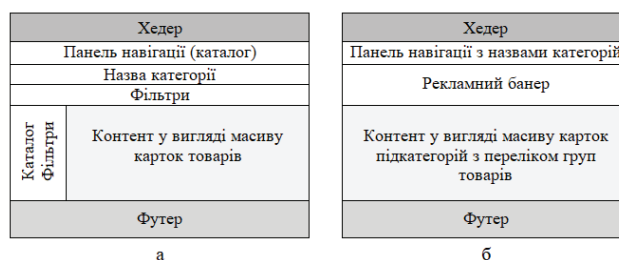 Хедер
Панель навігації (каталог)
Назва категорії
Фільтри
Каталог
Фільтри
Контент у вигляді масиву
карток товарів
Футер
а
Хедер
Панель навігації з назвами категорій
Рекламний банер
Контент у вигляді масиву карток
підкатегорій з переліком груп
товарів
Футер
б